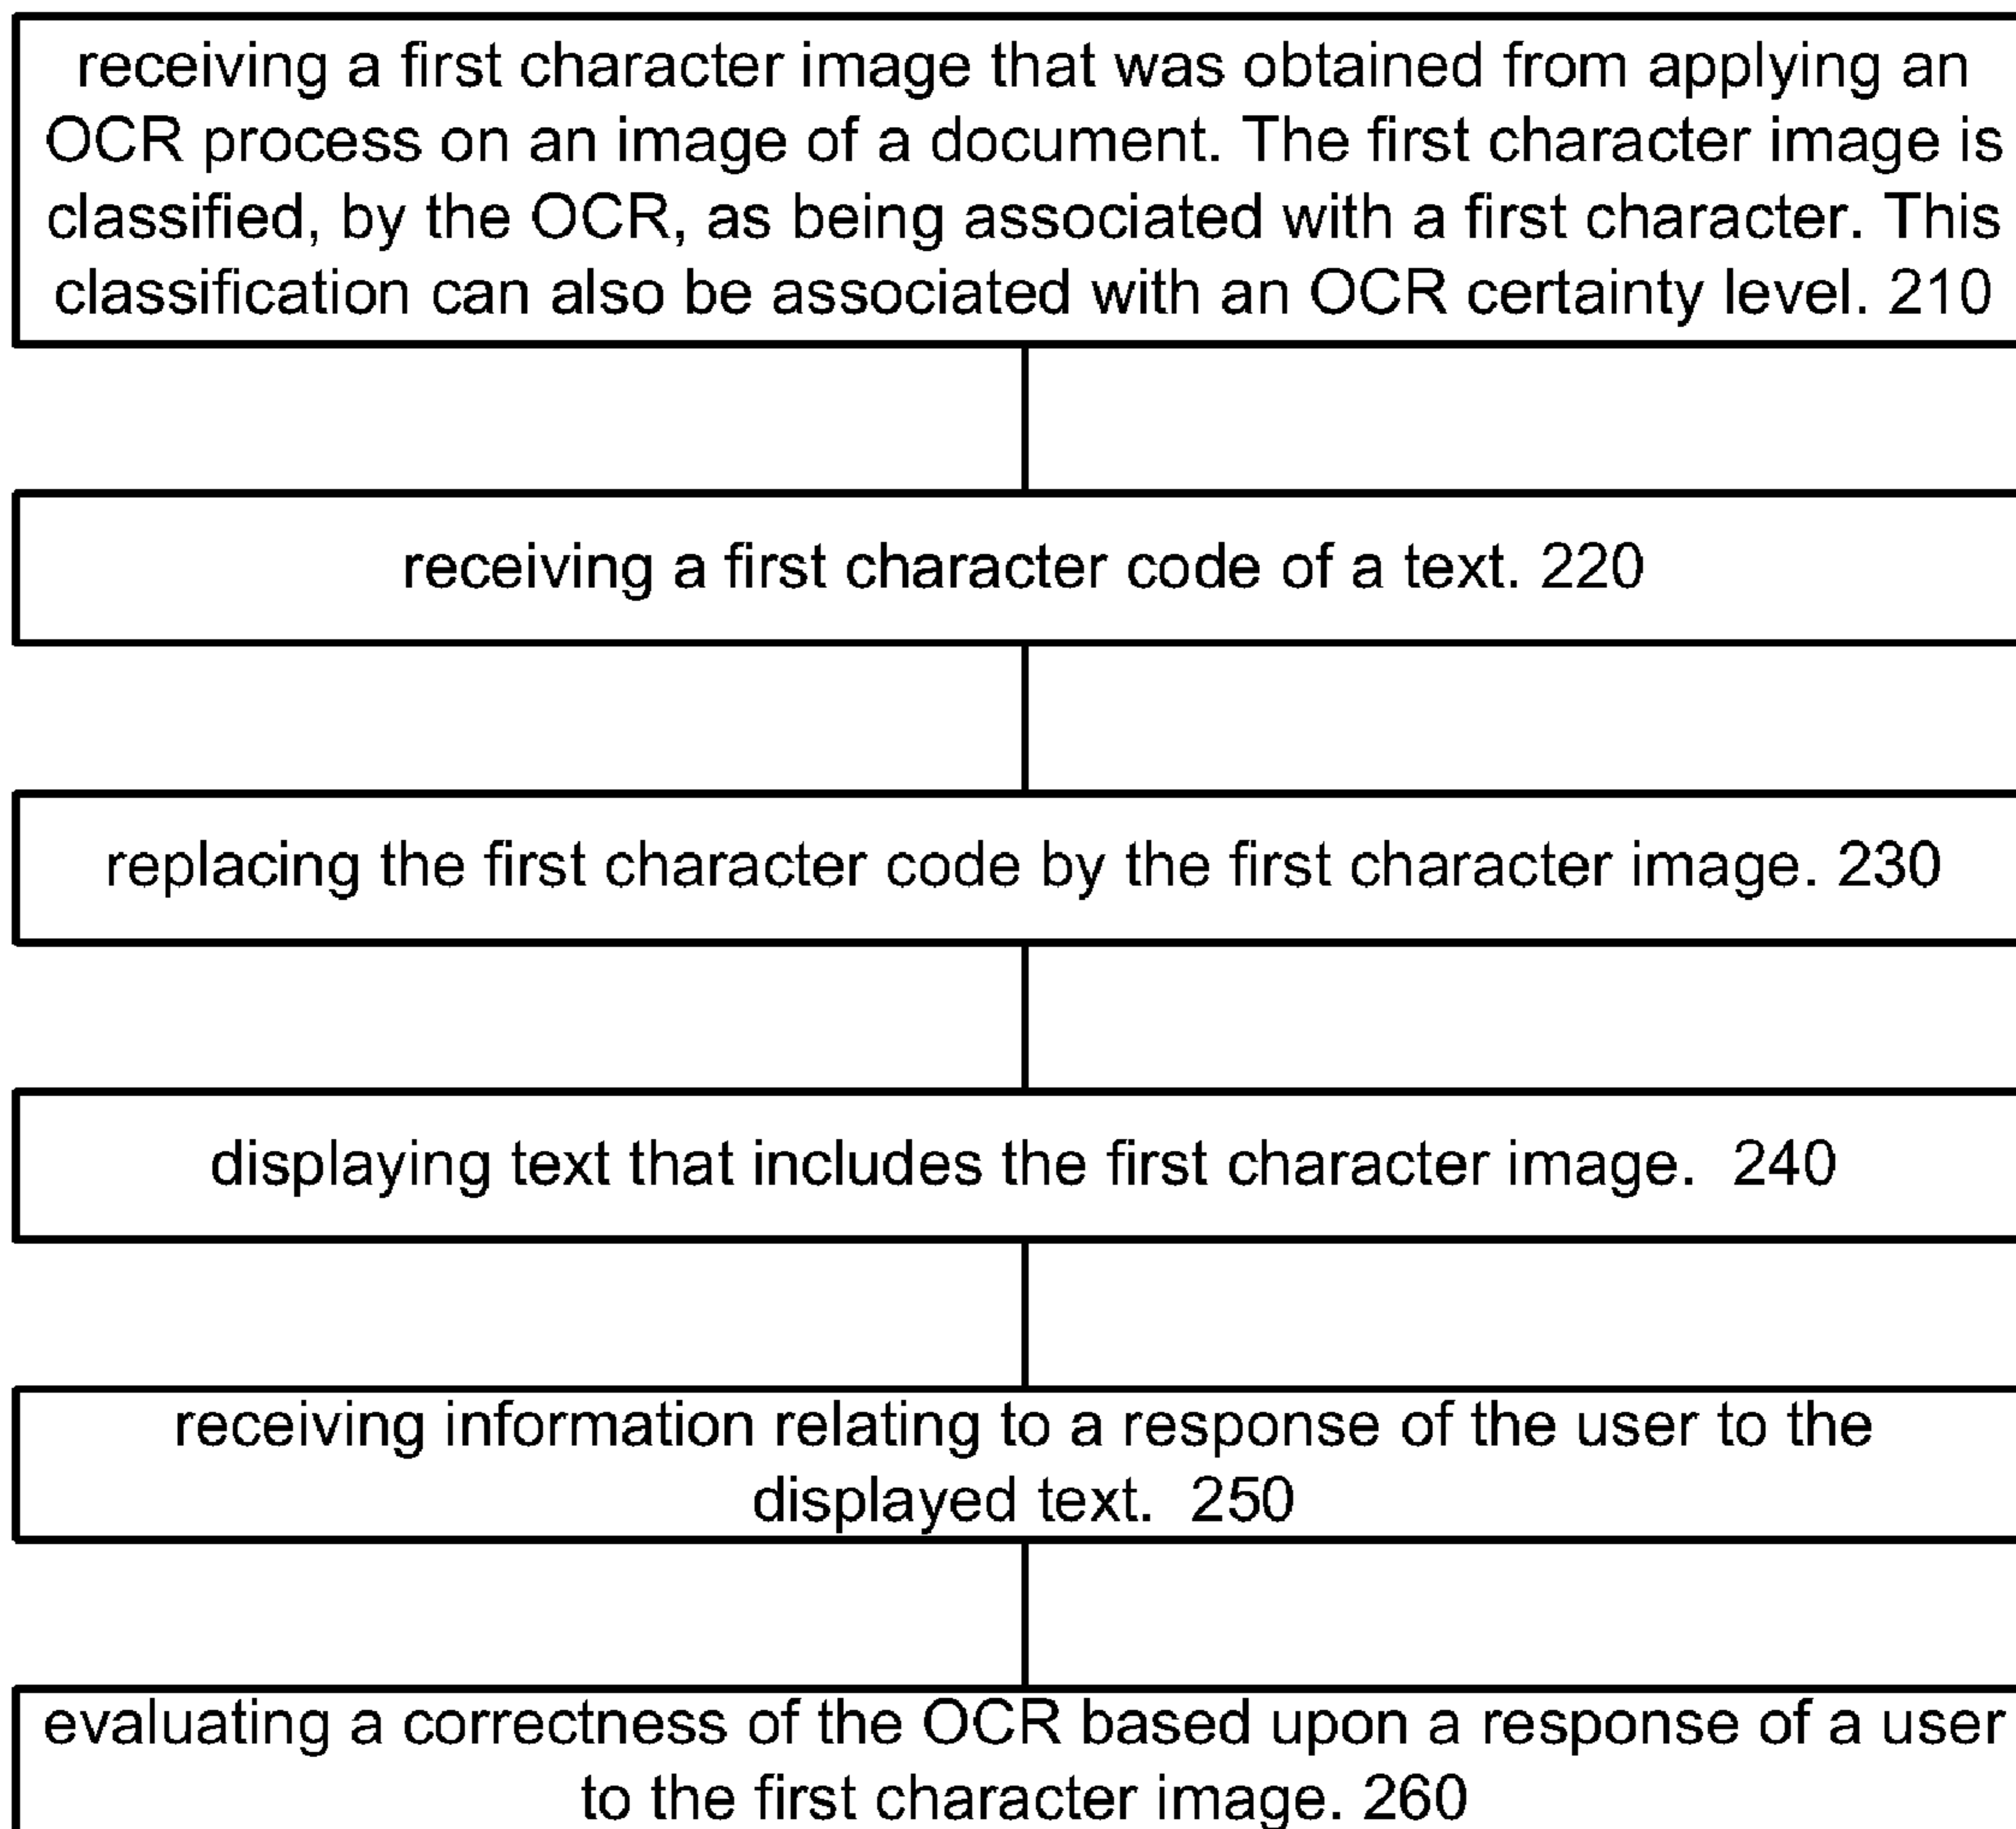 receiving a first character image that was obtained from applying an
OCR process on an image of a document. The first character image is
classified, by the OCR, as being associated with a first character. This
classification can also be associated with an OCR certainty level. 210
receiving a first character code of a text. 220
replacing the first character code by the first character image. 230
displaying text that includes the first character image.  240
receiving information relating to a response of the user to the
displayed text.  250
evaluating a correctness of the OCR based upon a response of a user
to the first character image. 260